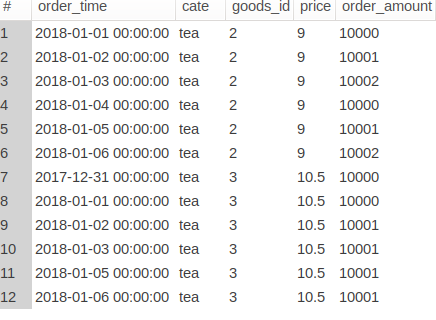 # order_time cate goods_id price order_amount
1 2018-01-01 00:00:00 tea 2 9 10000
2 2018-01-02 00:00:00 tea 2 9 10001
3 2018-01-03 00:00:00 tea 2 9 10002
4 2018-01-04 00:00:00 tea 2 9 10000
5 2018-01-05 00:00:00 tea 2 9 10001
6 2018-01-06 00:00:00 tea 2 9 10002
7 2017-12-31 00:00:00 tea 3 10.5 10000
8 2018-01-01 00:00:00 tea 3 10.5 10000
9 2018-01-02 00:00:00 tea 3 10.5 10001
10 2018-01-03 00:00:00 tea 3 10.5 10001
11 2018-01-05 00:00:00 tea 3 10.5 10001
12 2018-01-06 00:00:00 tea 3 10.5 10001